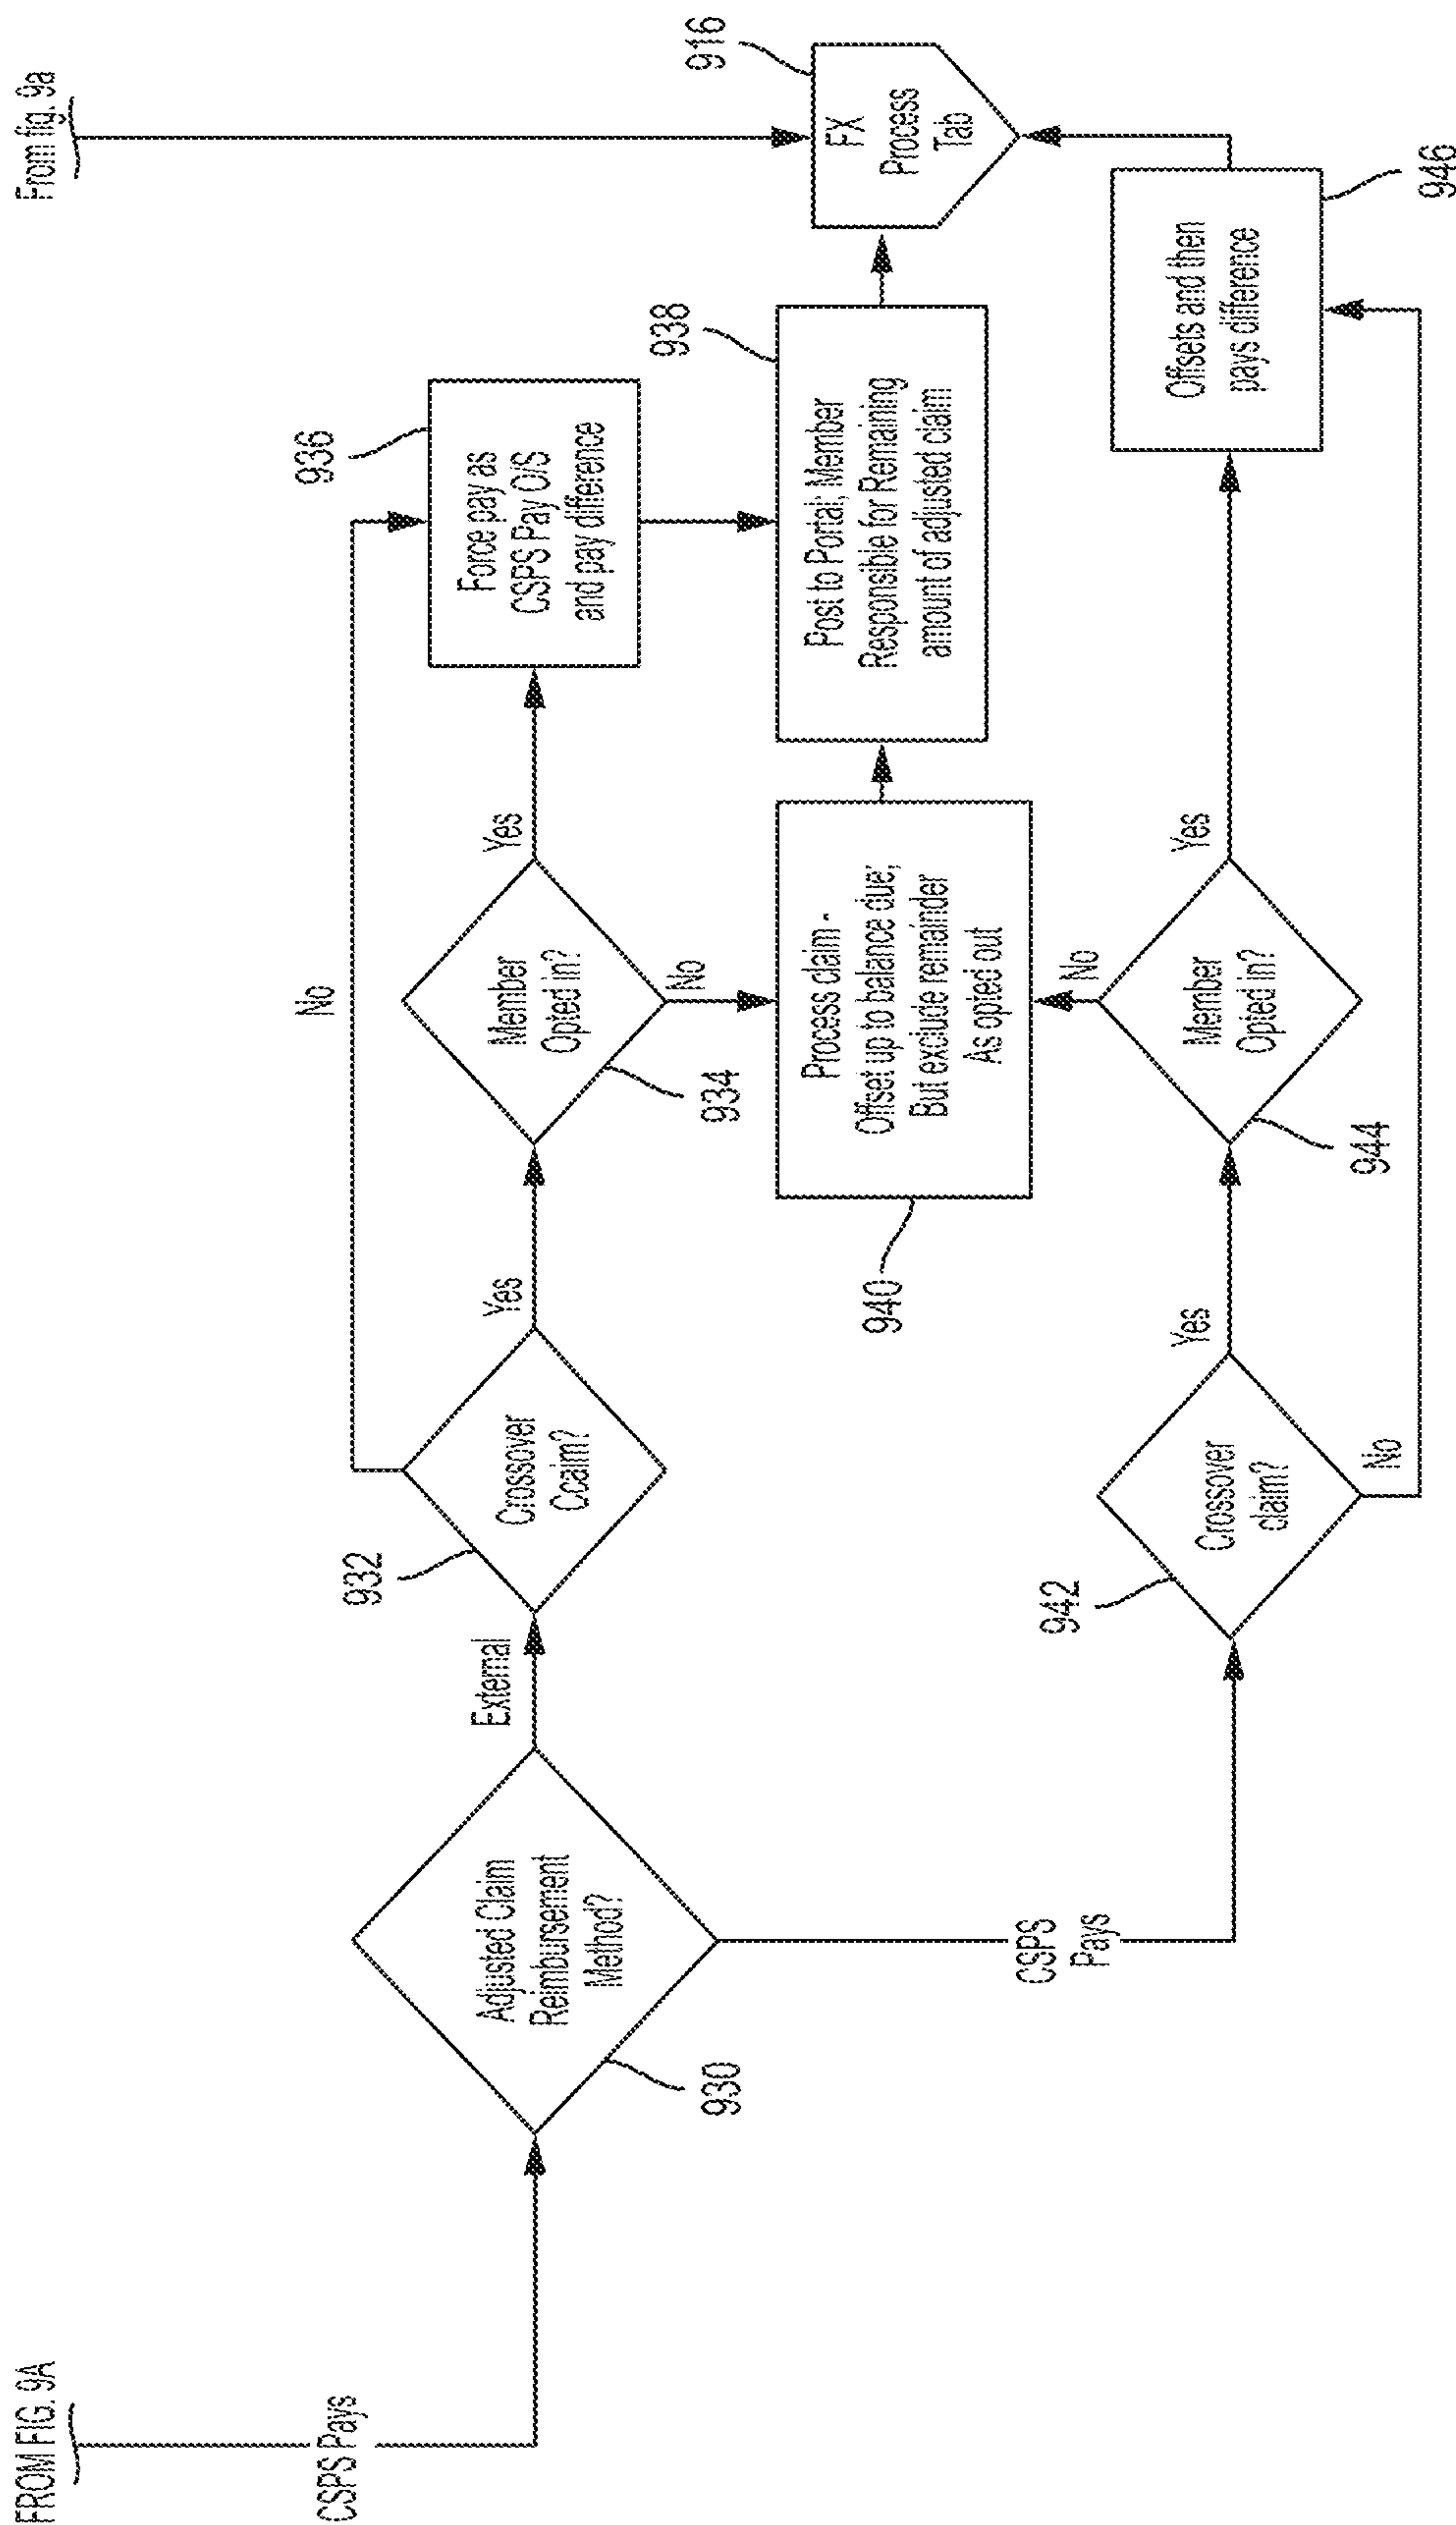 FROM FIG. 9A
CSPS Pays
Adjusted Claim
Reimbursement
Method?
930
External
CSPS
Pays
932
Crossover
Ccaim?
Yes
No
Member
Opted in?
934
Yes
No
936
Force pay as
CSPS Pay O/S
and pay difference
940
Process claim -
Offset up to balance due;
But exclude remainder
As opted out
938
Post to Portal; Member
Responsible for Remaining
amount of adjusted claim
942
Crossover
claim?
Yes
No
Member
Opted in?
944
Yes
No
Offsets and then
pays difference
946
From fig. 9a
916
FX
Process
Tab